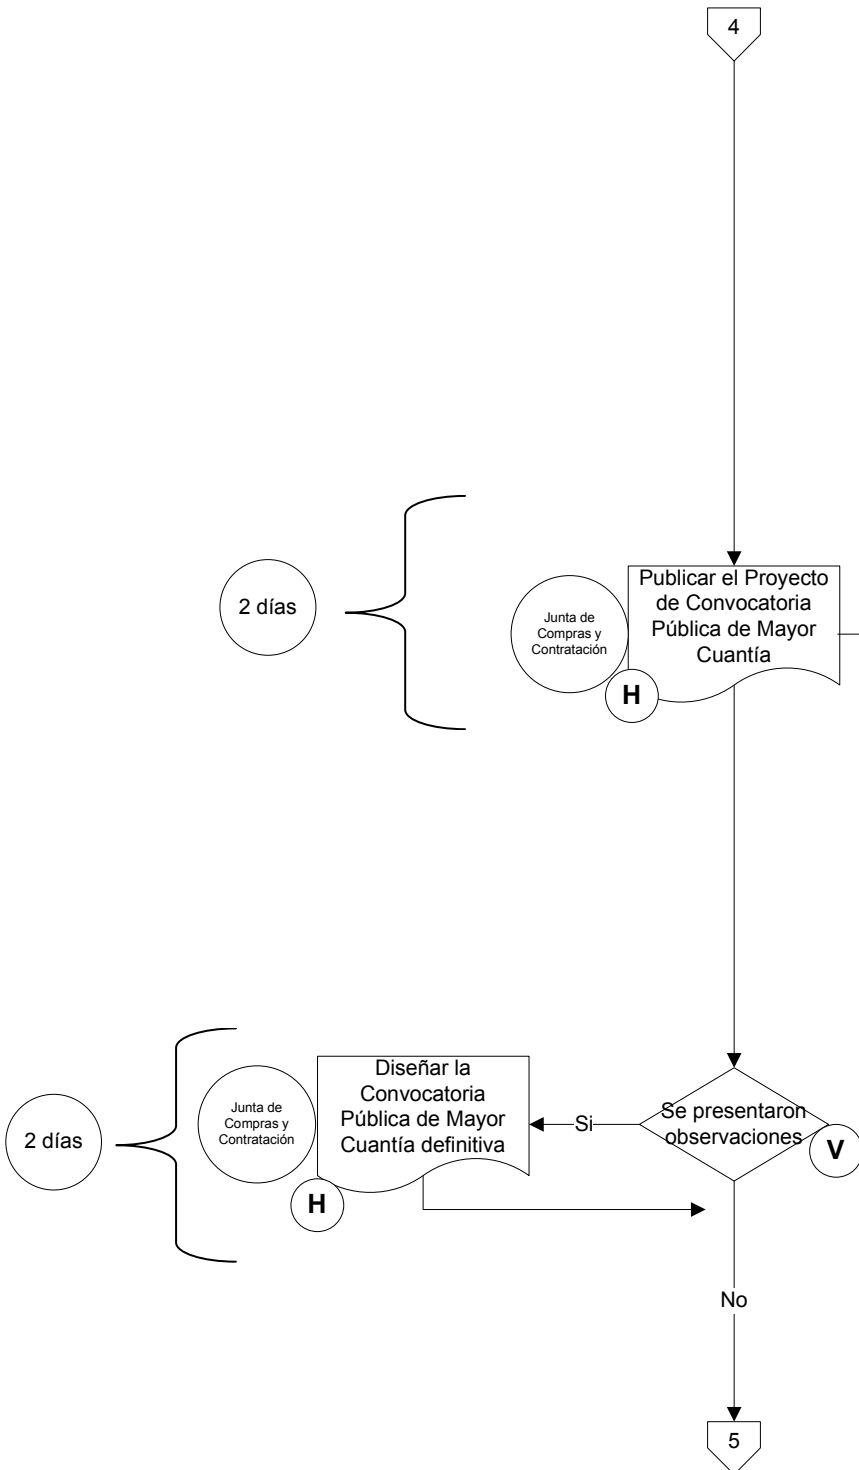 4
2 días
Junta de
Compras y
Contratación
Publicar el Proyecto
de Convocatoria
Pública de Mayor
Cuantía
H
2 días
Junta de
Compras y
Contratación
Diseñar la
Convocatoria
Pública de Mayor
Cuantía definitiva
H
Si
Se presentaron
observaciones
V
No
5